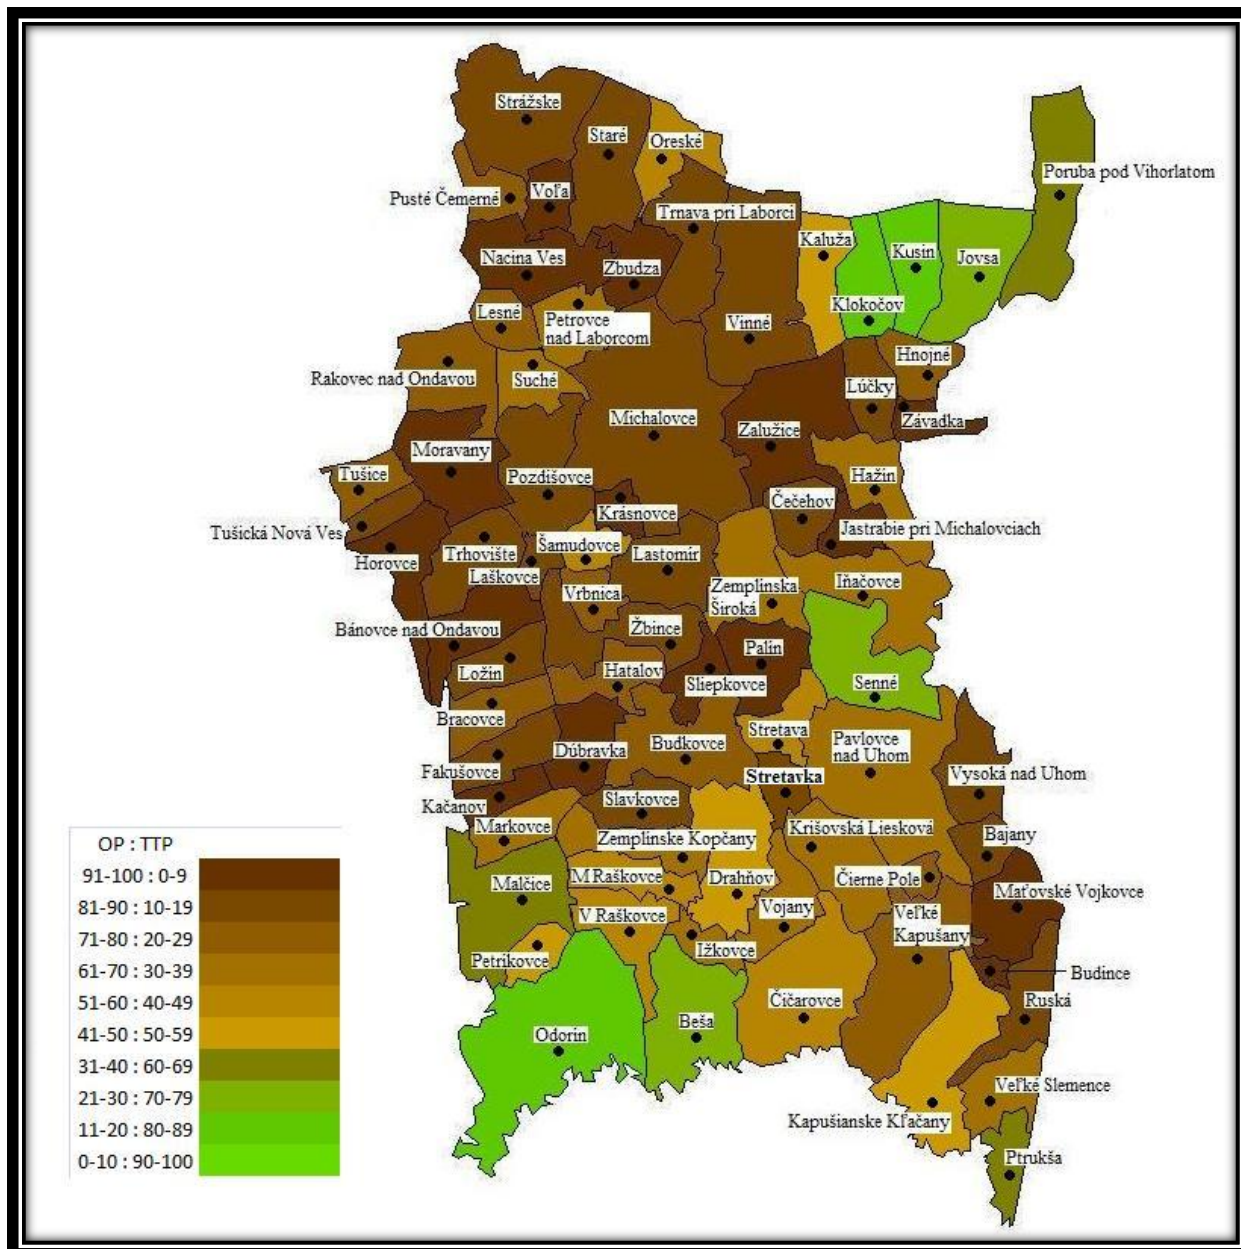 Strážske
Staré
Oreské
Poruba pod Vihorlatom
Pusté Čemerné
Voľa
Trnava pri Laborci
Kaluža
Kusín
Jovsa
Nacina Ves
Zbudza
Klokočov
Lesné
Petrovce
nad Laborcom
Vinné
Hnojné
Rakovec nad Ondavou
Suché
Lúčky
Závadka
Michalovce
Zalužice
Moravany
Tušice
Pozdišovce
Hažín
Čečehov
Krásnovce
Tušická Nová Ves
Jastrabie pri Michalovciach
Horovce
Trhovište
Šamudovce
Laškovce
Lastomír
Iňačovce
Vrbnica
Zemplínska
Široká
Bánovce nad Ondavou
Žbince
Palín
Ložín
Hatalov
Sliepkovce
Senné
Bracovce
Stretava
Pavlovce
nad Uhom
Dúbravka
Budkovce
Fakušovce
Stretavka
Vysoká nad Uhom
Kačanov
Slavkovce
Markovce
Zemplínske Kopčany
Krišovská Liesková
Bajany
Malčice
M Raškovce
Drahňov
Čierne Pole
Maťovské Vojkovce
V Raškovce
Vojany
Veľké
Kapušany
Petrikovce
Ižkovce
Budince
Čičarovce
Ruská
Odorín
Beša
Veľké Slemence
Kapušianske Kľačany
Ptrukša
OP : TTP
91-100 : 0-9
81-90 : 10-19
71-80 : 20-29
61-70 : 30-39
51-60 : 40-49
41-50 : 50-59
31-40 : 60-69
21-30 : 70-79
11-20 : 80-89
0-10 : 90-100